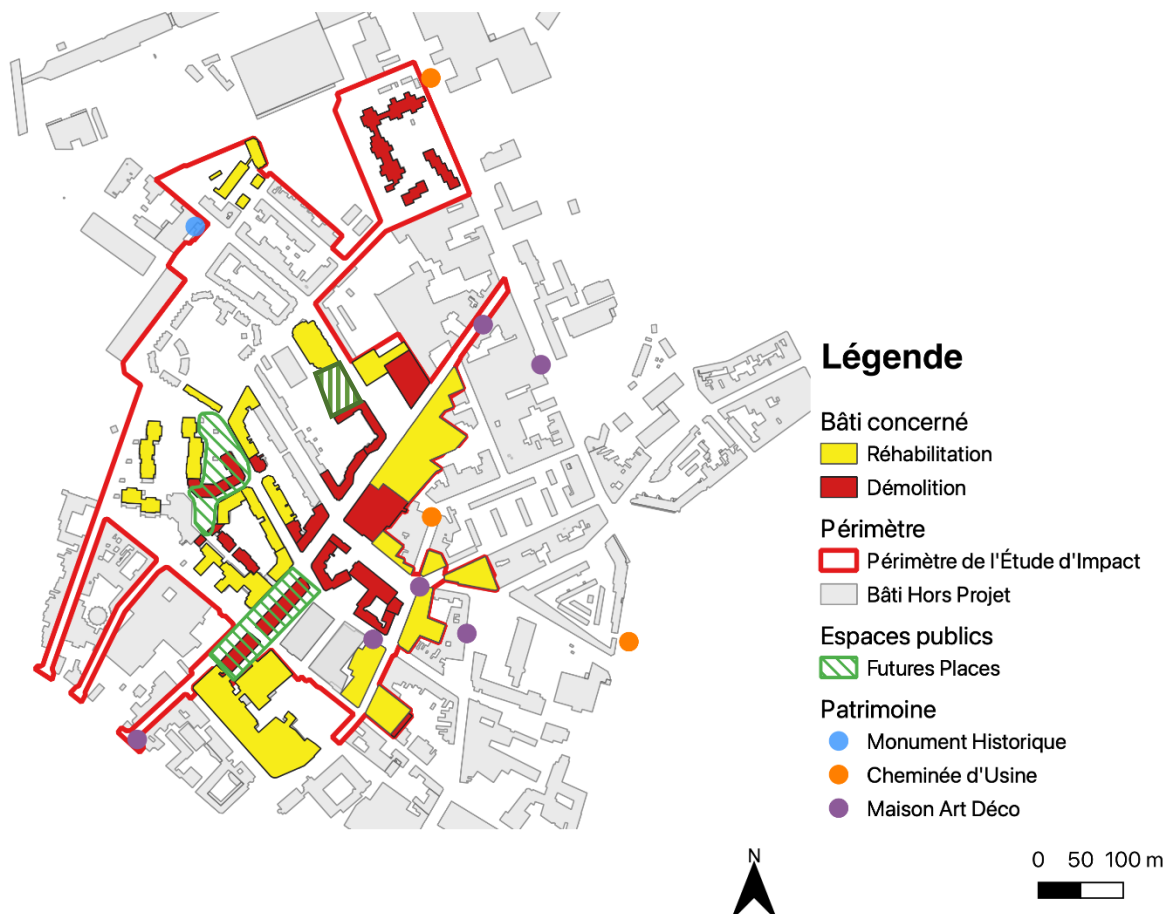 Légende
Bâti concerné
Réhabilitation
Démolition
Périmètre
Périmètre de l'Étude d'Impact
Bâti Hors Projet
Espaces publics
Futures Places
Patrimoine
Monument Historique
Cheminée d'Usine
Maison Art Déco
N
0 50 100 m